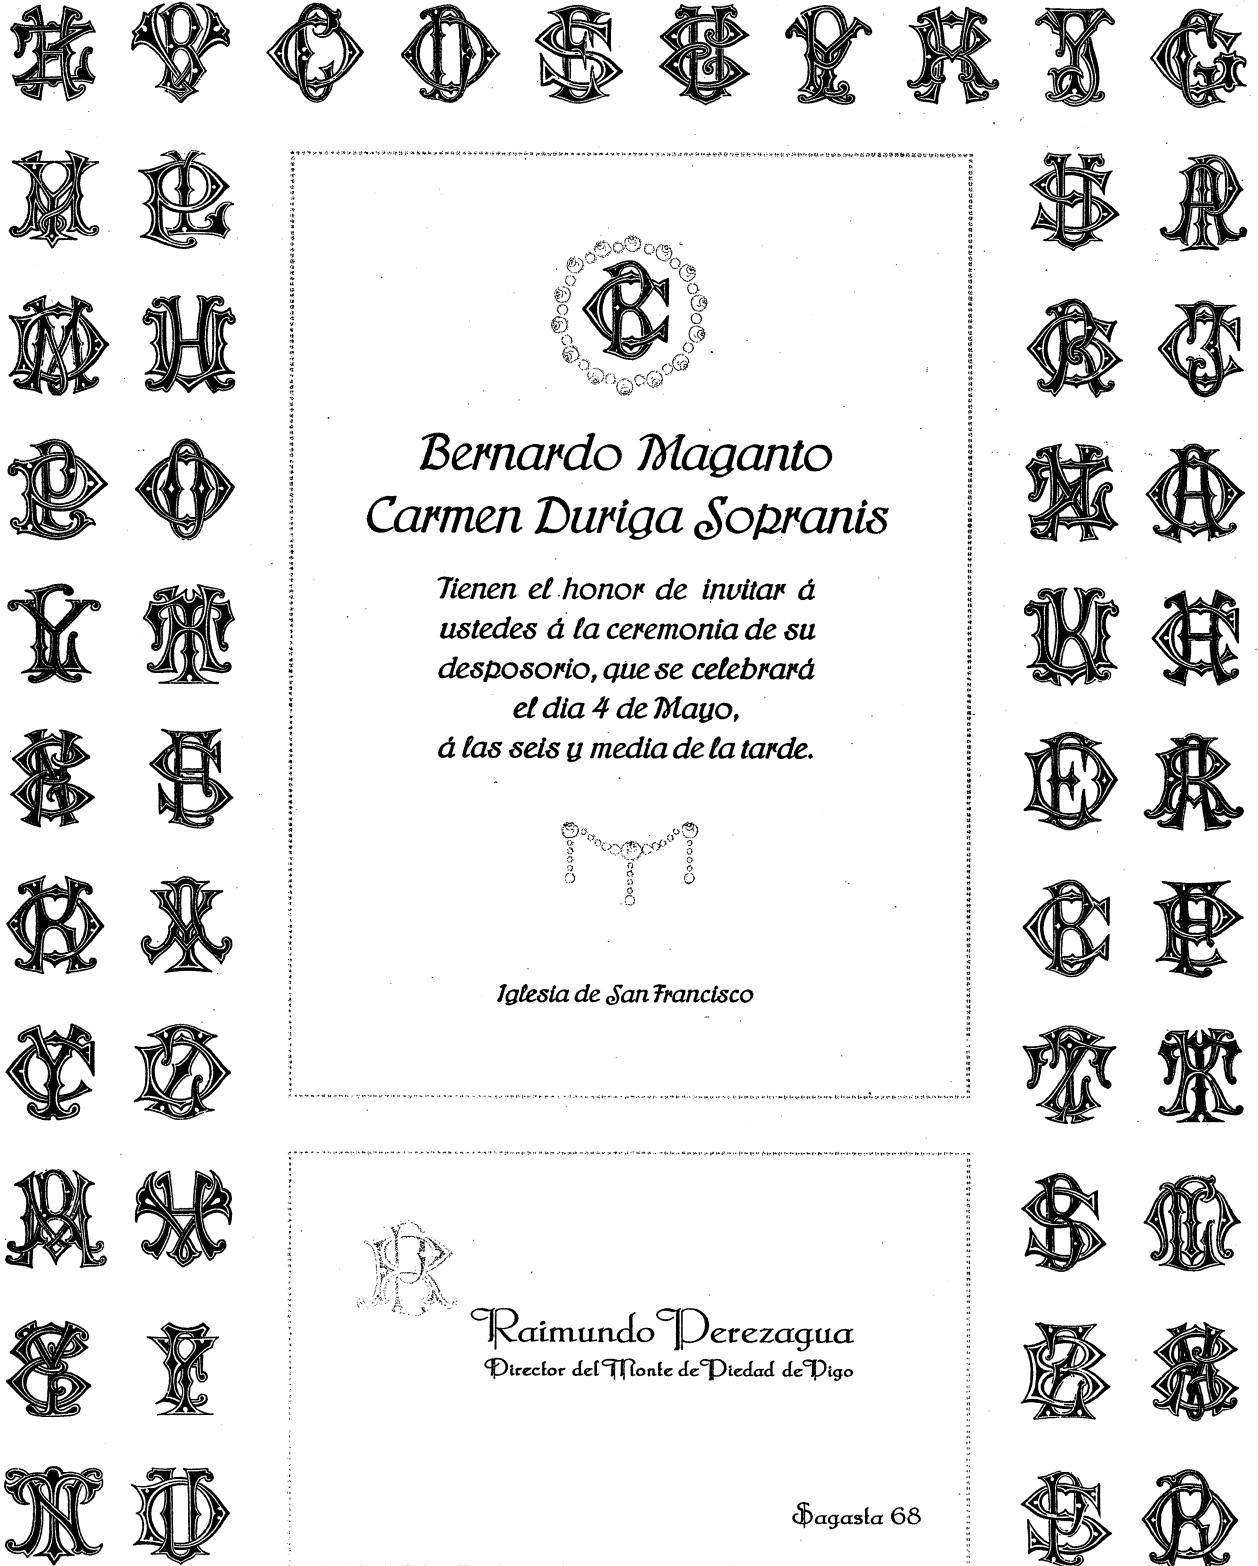 Bernardo Maganto
Carmen Duriga Sopranis
Tienen el honor de invitar á
ustedes á la ceremonia de su
desposorio, que se celebrará
el dia 4 de Mayo,
á las seis y media de la tarde.
Iglesia de San Francisco
Raimundo Perezagua
Director del Monte de Piedad de Vigo
Sagasta 68